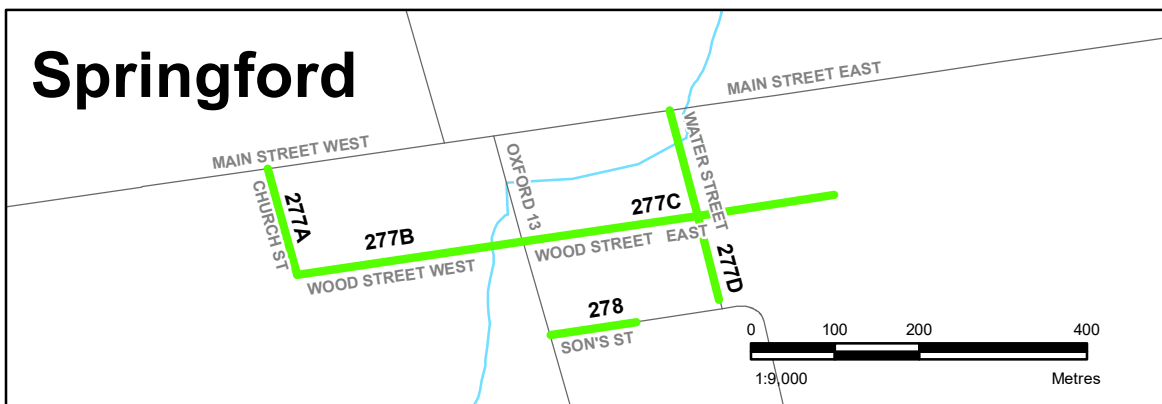 Springford
MAIN STREET EAST
MAIN STREET WEST
OXFORD 13
WATER STREET
CHURCH ST
277A
277B
277C
WOOD STREET WEST
WOOD STREET EAST
277D
278
SON'S ST
0 100 200 400
1:9,000 Metres